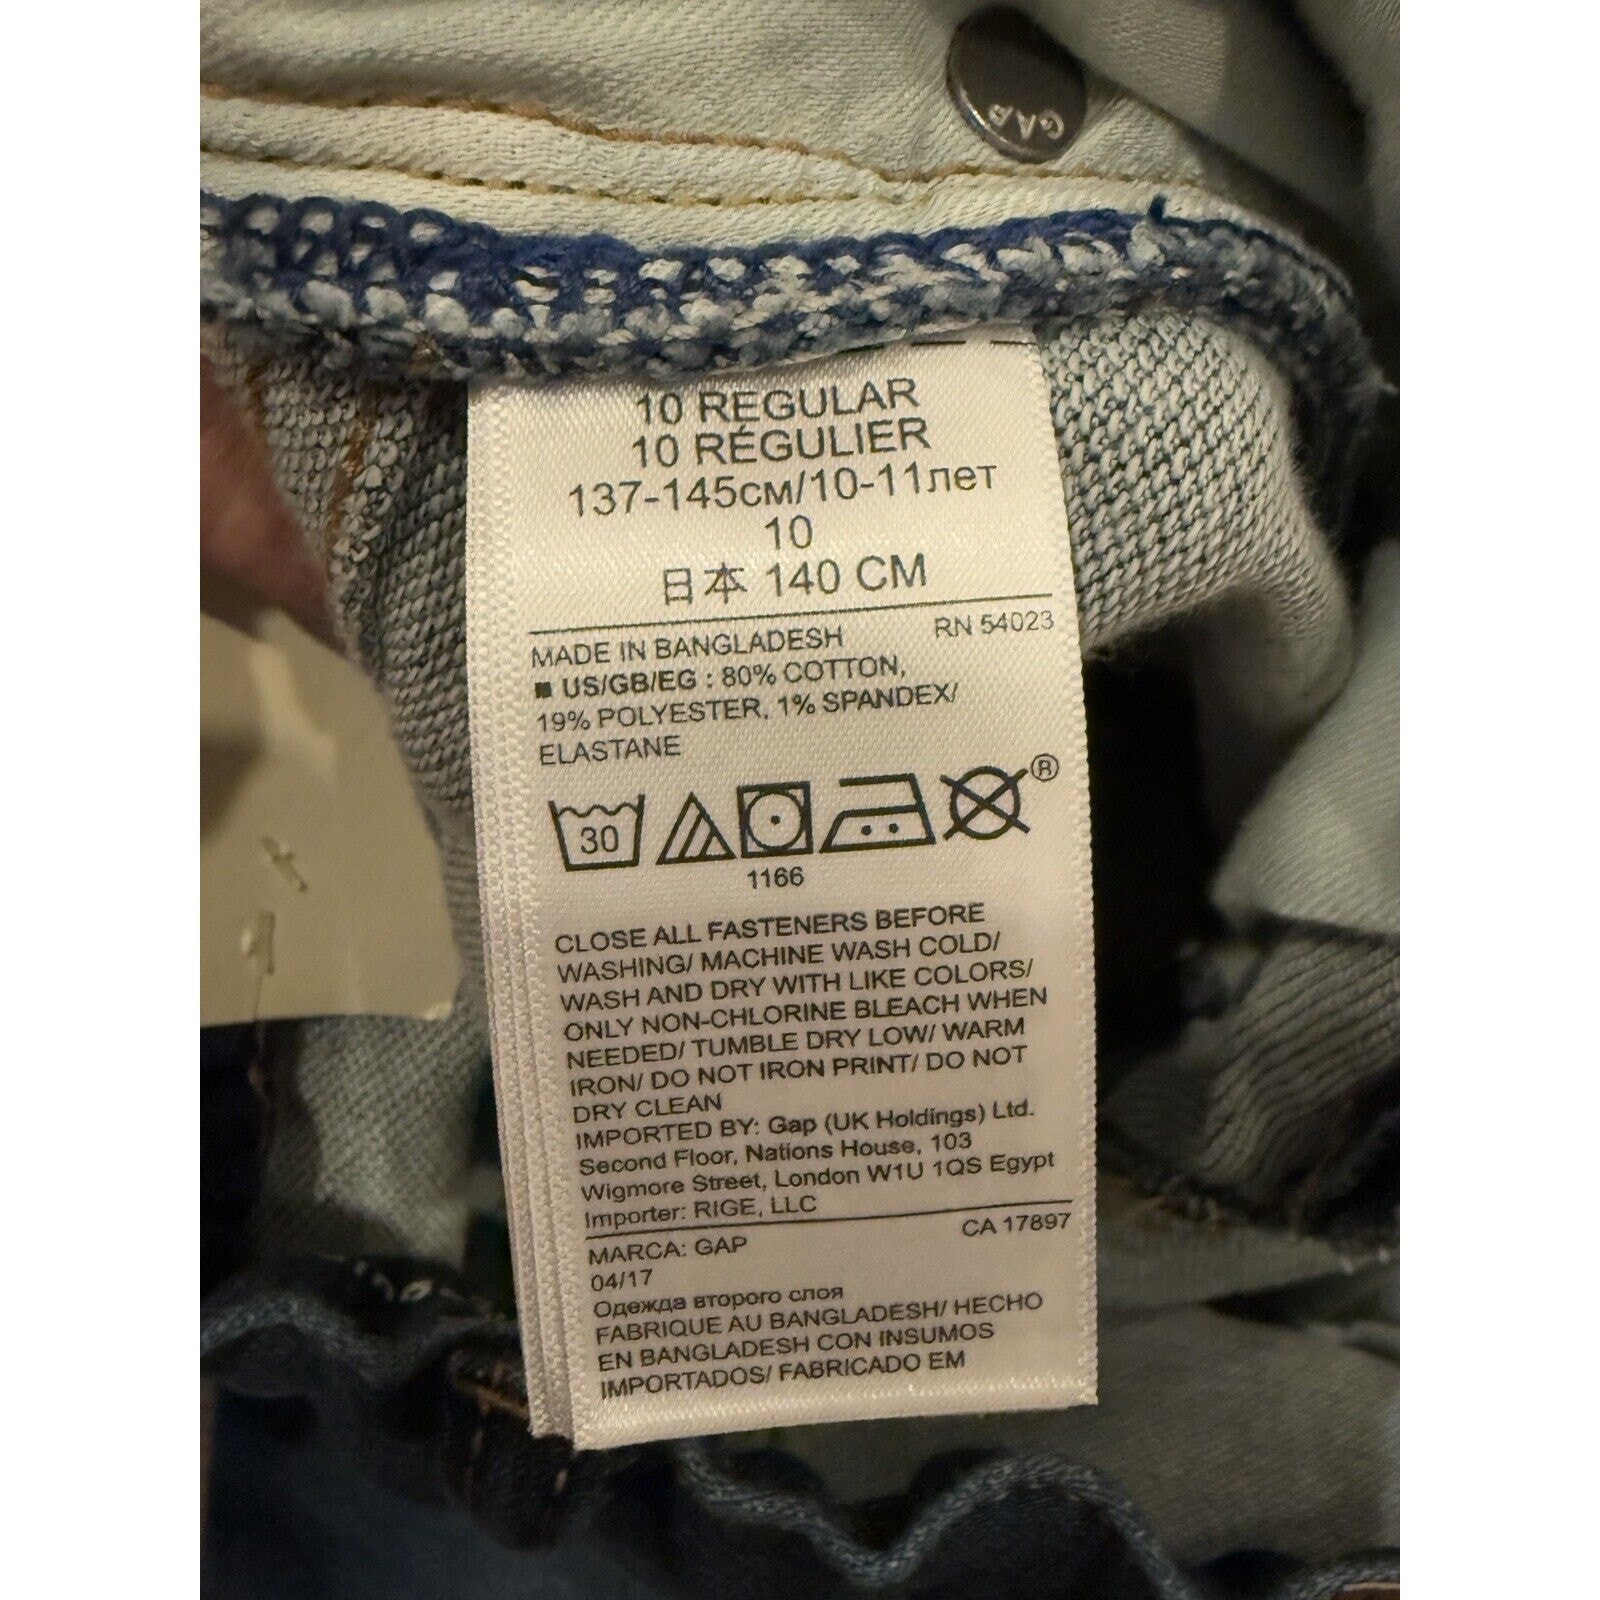 GAP
10 REGULAR
10 RÉGULIER
137-145см/10-11лет
10
日本 140 CM
RN 54023
MADE IN BANGLADESH
■ US/GB/EG : 80% COTTON,
19% POLYESTER, 1% SPANDEX/
ELASTANE
30
®
1166
CLOSE ALL FASTENERS BEFORE
WASHING/ MACHINE WASH COLD/
WASH AND DRY WITH LIKE COLORS/
ONLY NON-CHLORINE BLEACH WHEN
NEEDED/ TUMBLE DRY LOW/ WARM
IRON/ DO NOT IRON PRINT/ DO NOT
DRY CLEAN
IMPORTED BY: Gap (UK Holdings) Ltd.
Second Floor, Nations House, 103
Wigmore Street, London W1U 1QS Egypt
Importer: RIGE, LLC
CA 17897
MARCA: GAP
04/17
Одежда второго слоя
FABRIQUE AU BANGLADESH/ HECHO
EN BANGLADESH CON INSUMOS
IMPORTADOS/ FABRICADO EM